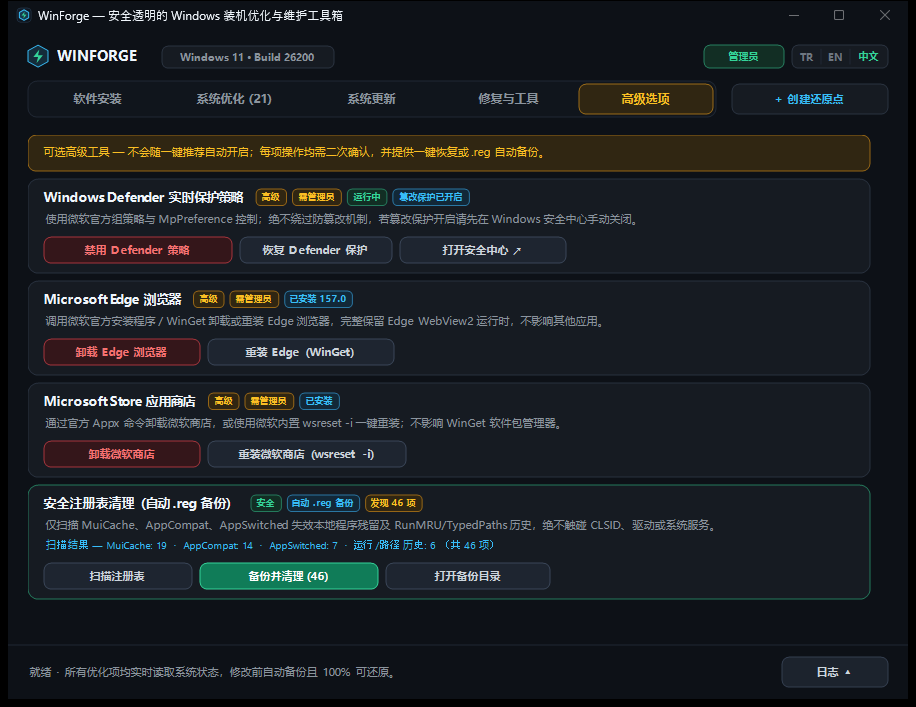 WinForge — 安全透明的 Windows 装机优化与维护工具箱
WINFORGE
Windows 11 • Build 26200
管理员
TR EN 中文
软件安装 系统优化 (21) 系统更新 修复与工具 高级选项 + 创建还原点
可选高级工具 — 不会随一键推荐自动开启；每项操作均需二次确认，并提供一键恢复或 .reg 自动备份。
Windows Defender 实时保护策略 高级 需管理员 运行中 篡改保护已开启
使用微软官方组策略与 MpPreference 控制；绝不绕过防篡改机制，若篡改保护开启请先在 Windows 安全中心手动关闭。
禁用 Defender 策略 恢复 Defender 保护 打开安全中心 ↗
Microsoft Edge 浏览器 高级 需管理员 已安装 157.0
调用微软官方安装程序 / WinGet 卸载或重装 Edge 浏览器，完整保留 Edge WebView2 运行时，不影响其他应用。
卸载 Edge 浏览器 重装 Edge (WinGet)
Microsoft Store 应用商店 高级 需管理员 已安装
通过官方 Appx 命令卸载微软商店，或使用微软内置 wsreset -i 一键重装；不影响 WinGet 软件包管理器。
卸载微软商店 重装微软商店 (wsreset -i)
安全注册表清理 (自动 .reg 备份) 安全 自动 .reg 备份 发现 46 项
仅扫描 MuiCache、AppCompat、AppSwitched 失效本地程序残留及 RunMRU/TypedPaths 历史，绝不触碰 CLSID、驱动或系统服务。
扫描结果 — MuiCache: 19 · AppCompat: 14 · AppSwitched: 7 · 运行/路径 历史: 6 (共 46 项)
扫描注册表 备份并清理 (46) 打开备份目录
就绪 · 所有优化项均实时读取系统状态，修改前自动备份且 100% 可还原。
日志 ▲